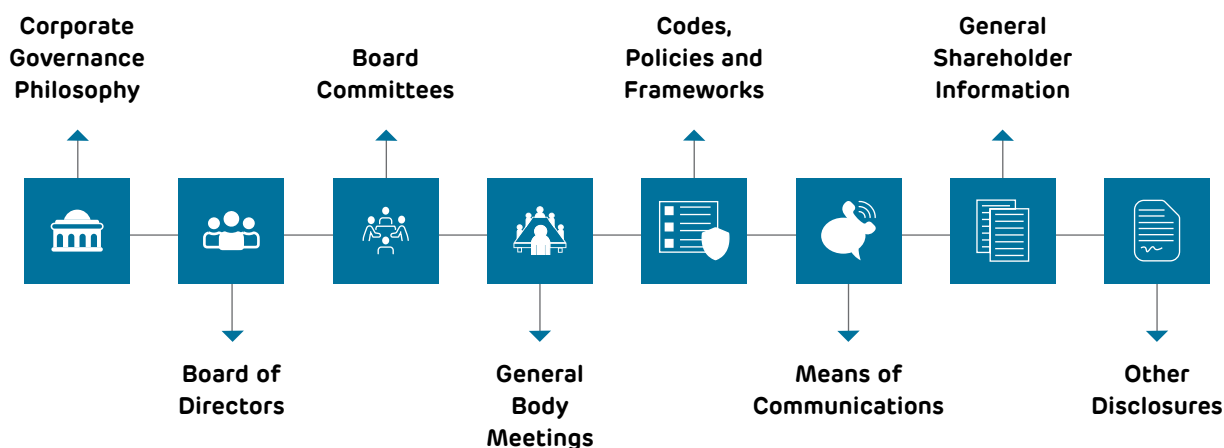 Corporate
Governance
Philosophy
Board of
Directors
Board
Committees
General
Body
Meetings
Codes,
Policies and
Frameworks
Means of
Communications
General
Shareholder
Information
Other
Disclosures